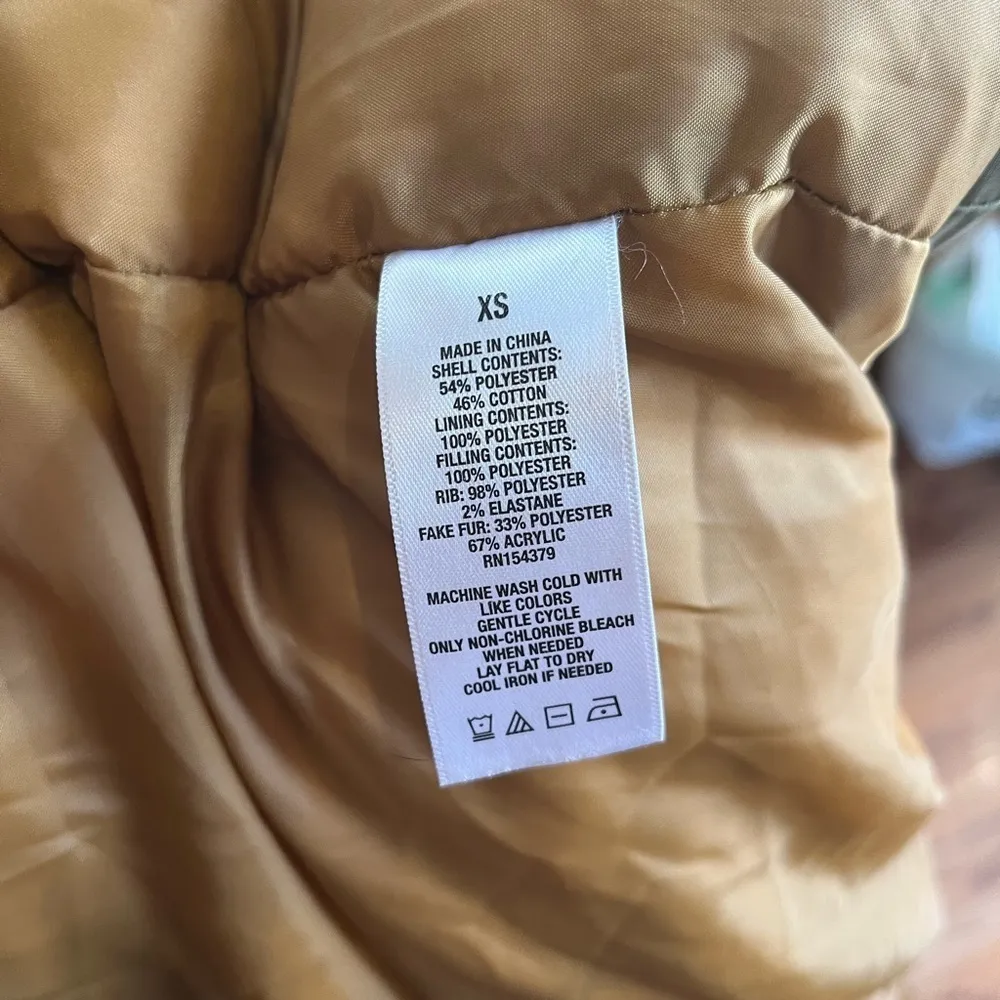 XS
MADE IN CHINA
SHELL CONTENTS:
54% POLYESTER
46% COTTON
LINING CONTENTS:
100% POLYESTER
FILLING CONTENTS:
100% POLYESTER
RIB: 98% POLYESTER
2% ELASTANE
FAKE FUR: 33% POLYESTER
67% ACRYLIC
RN154379
MACHINE WASH COLD WITH
LIKE COLORS
GENTLE CYCLE
ONLY NON-CHLORINE BLEACH
WHEN NEEDED
LAY FLAT TO DRY
COOL IRON IF NEEDED